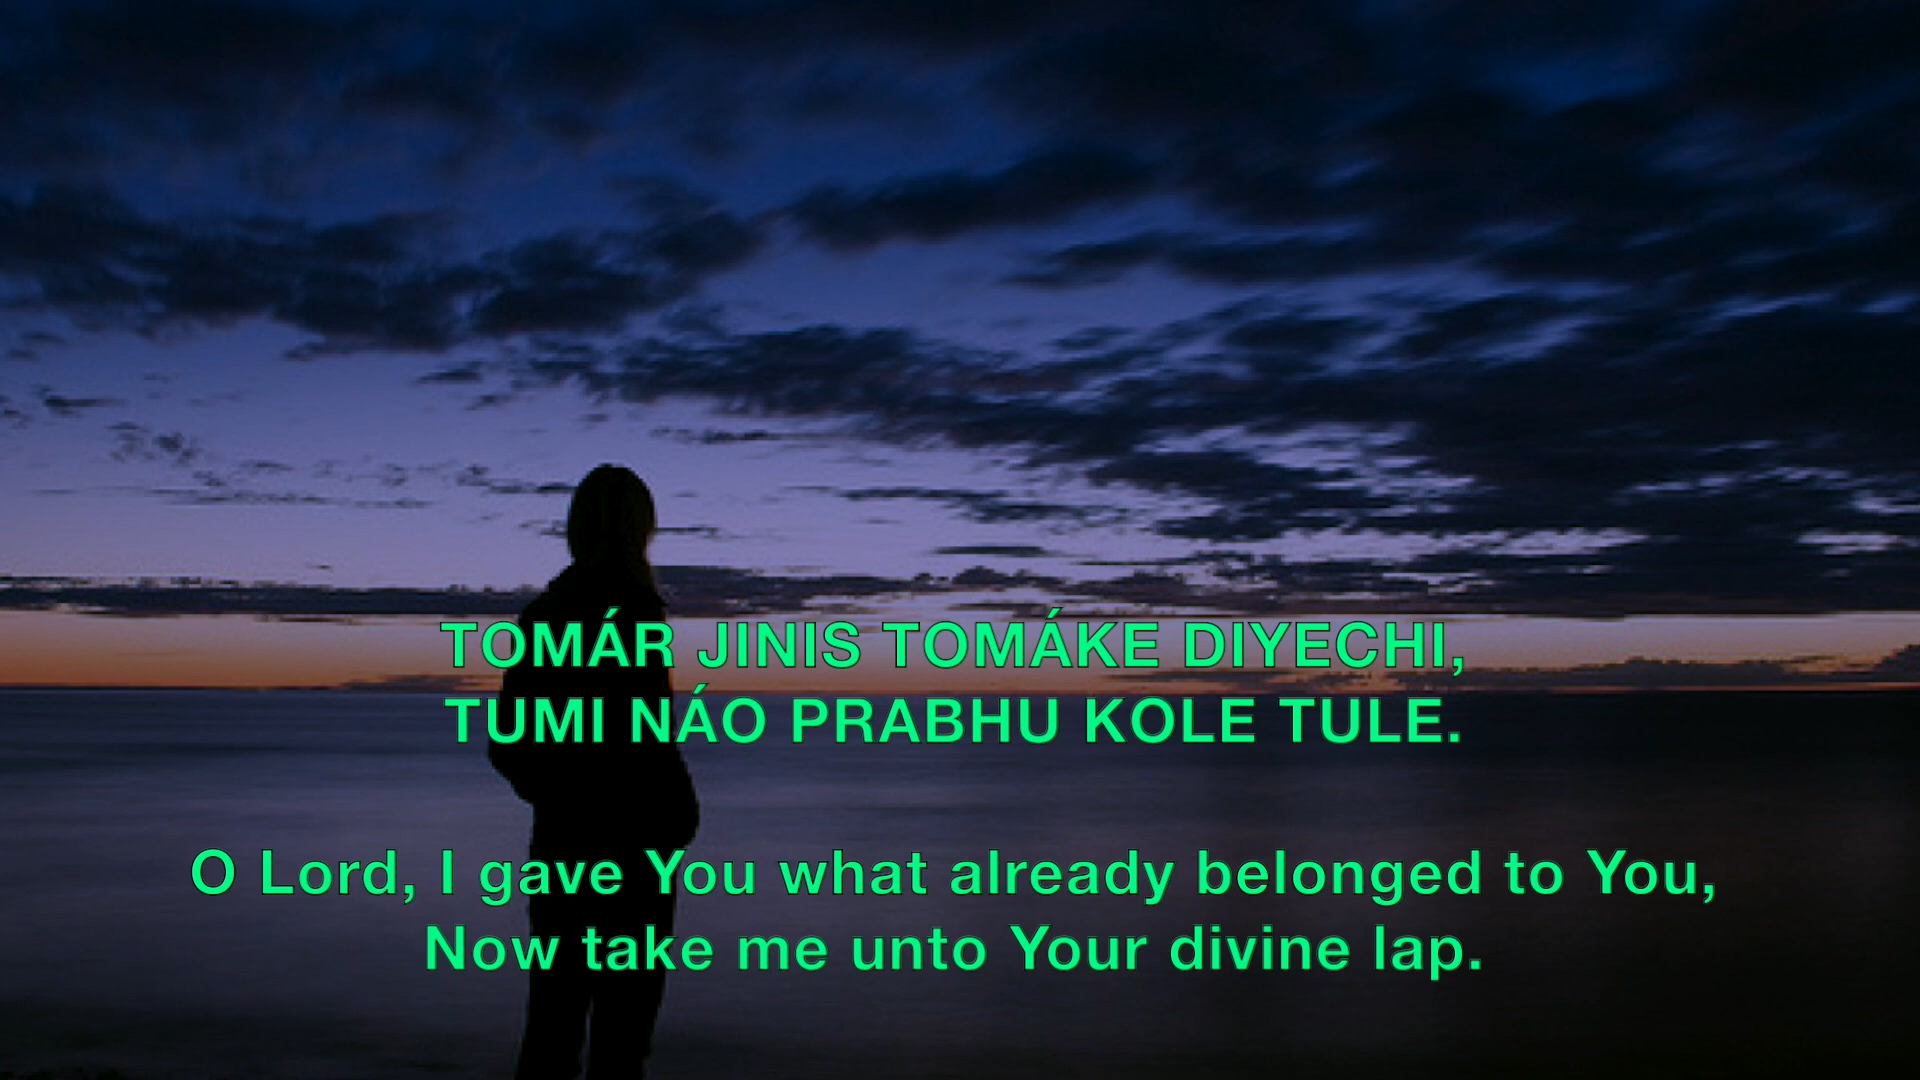 TOMÁR JINIS TOMÁKE DIYECHI,
TUMI NÁO PRABHU KOLE TULE.
O Lord, I gave You what already belonged to You,
Now take me unto Your divine lap.